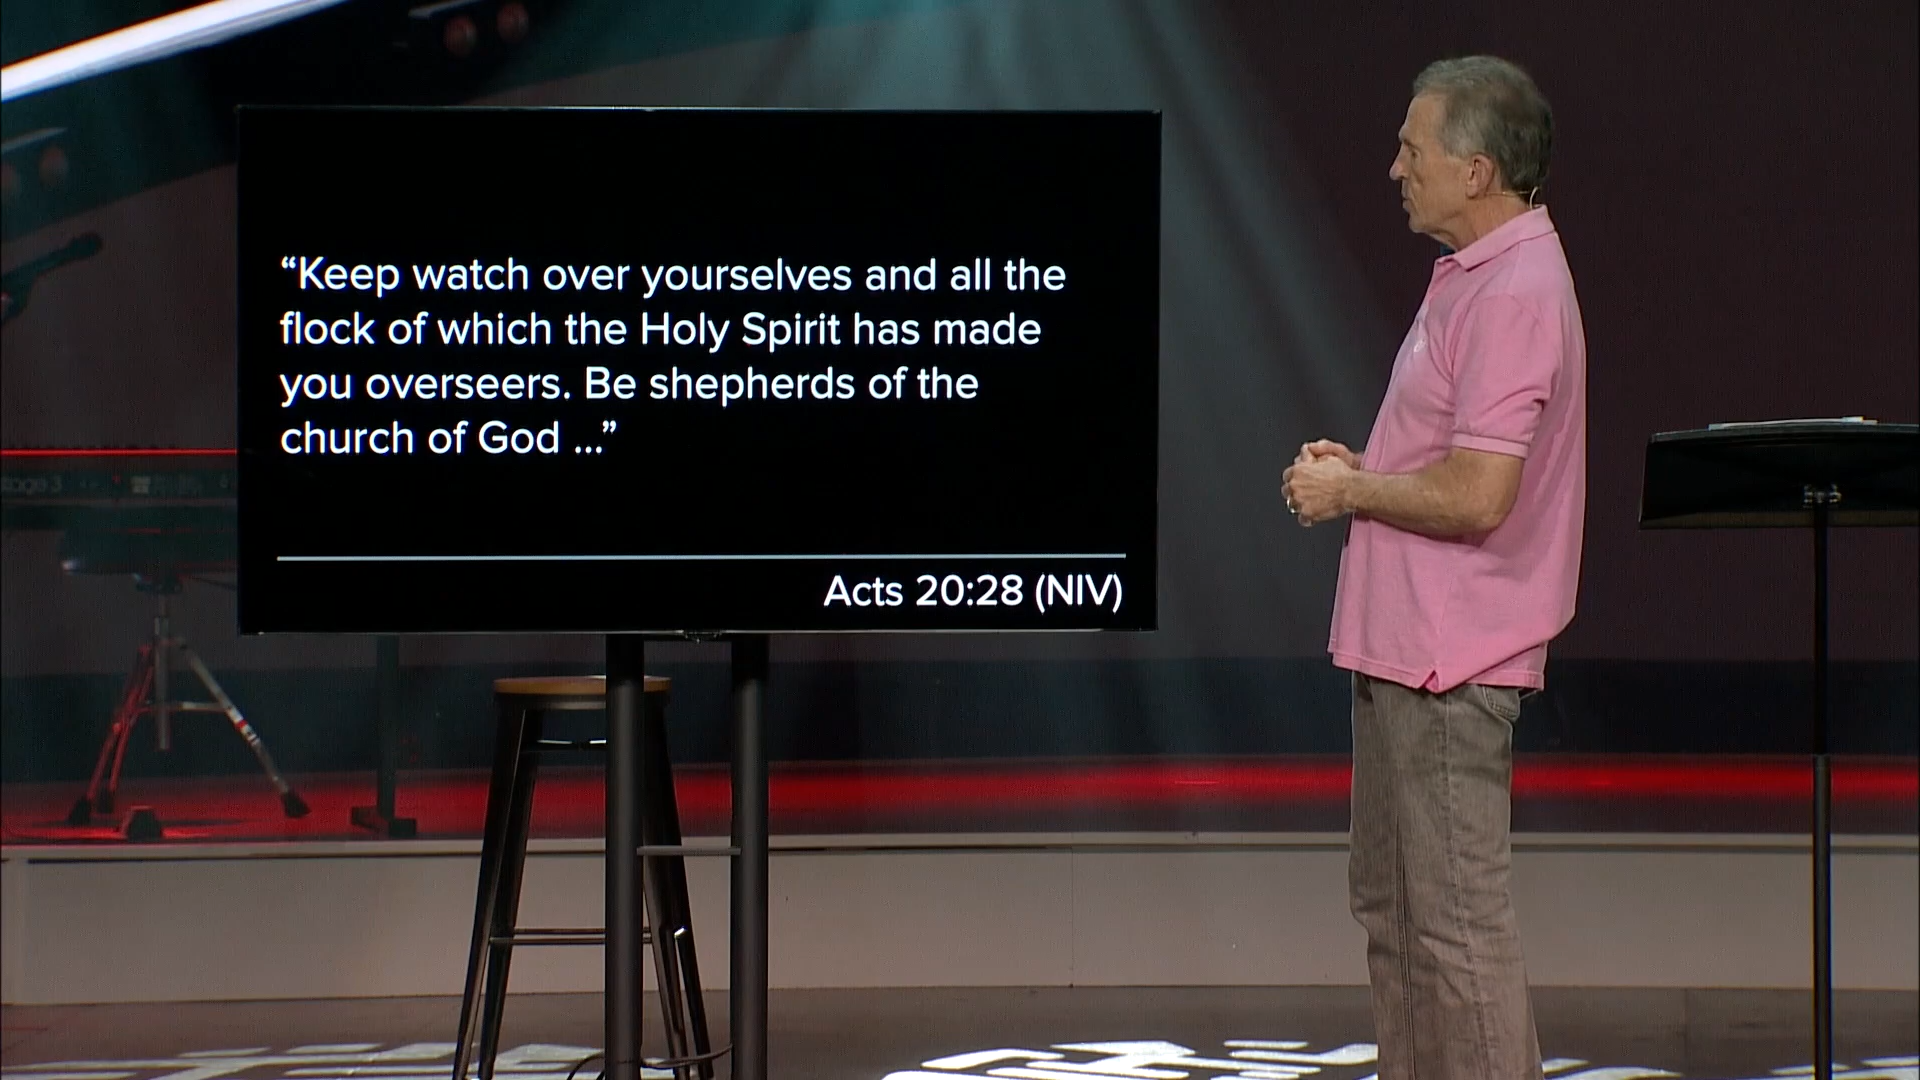 “Keep watch over yourselves and all the
flock of which the Holy Spirit has made
you overseers. Be shepherds of the
church of God ...”
Acts 20:28 (NIV)